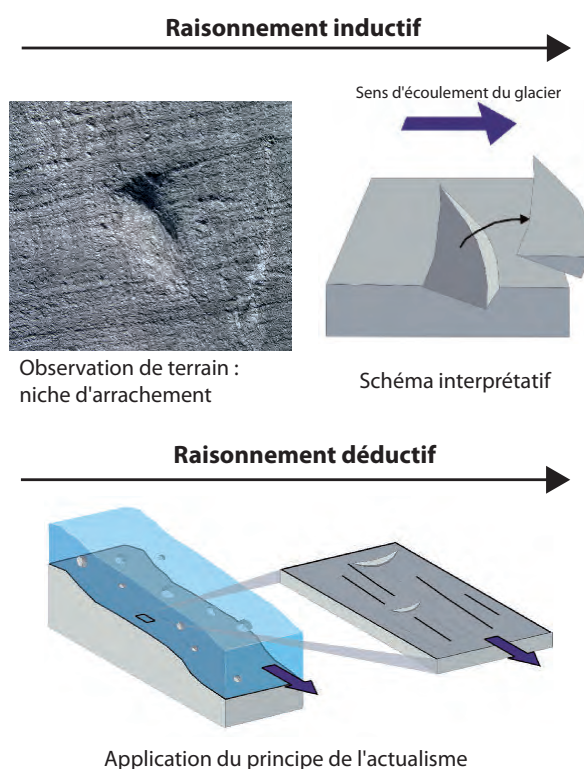 Raisonnement inductif
Sens d'écoulement du glacier
Observation de terrain :
niche d'arrachement
Schéma interprétatif
Raisonnement déductif
Application du principe de l'actualisme